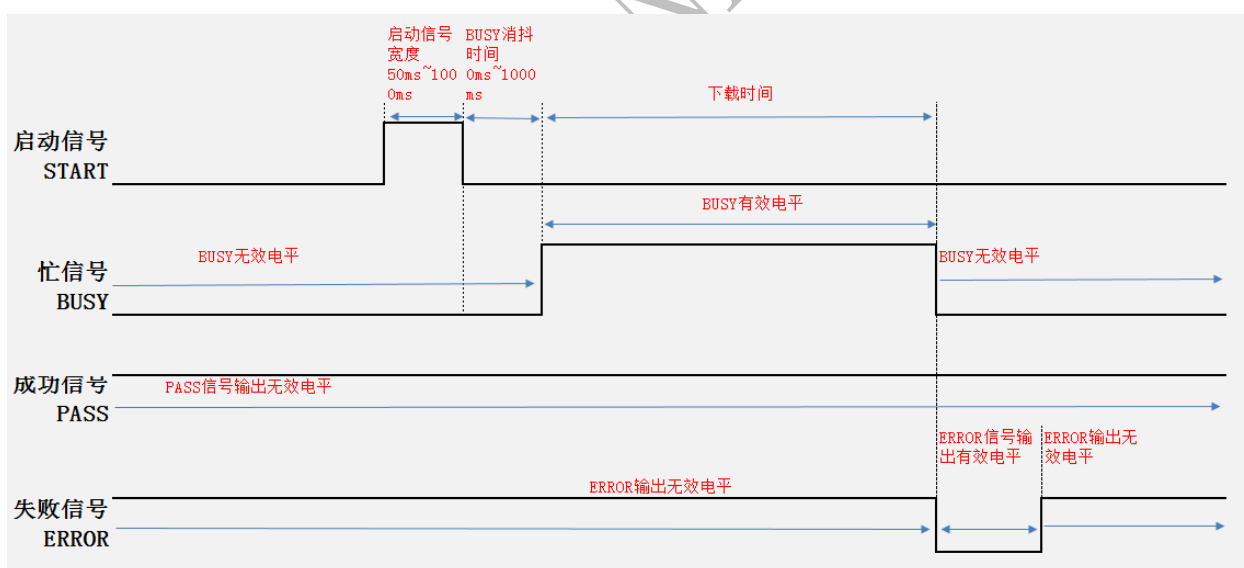 启动信号
宽度
50ms~100
0ms
BUSY消抖
时间
0ms~1000
ms
下载时间
启动信号
START
BUSY有效电平
BUSY无效电平
BUSY无效电平
忙信号
BUSY
成功信号
PASS
PASS信号输出无效电平
ERROR信号输
出有效电平
ERROR输出无
效电平
ERROR输出无效电平
失败信号
ERROR